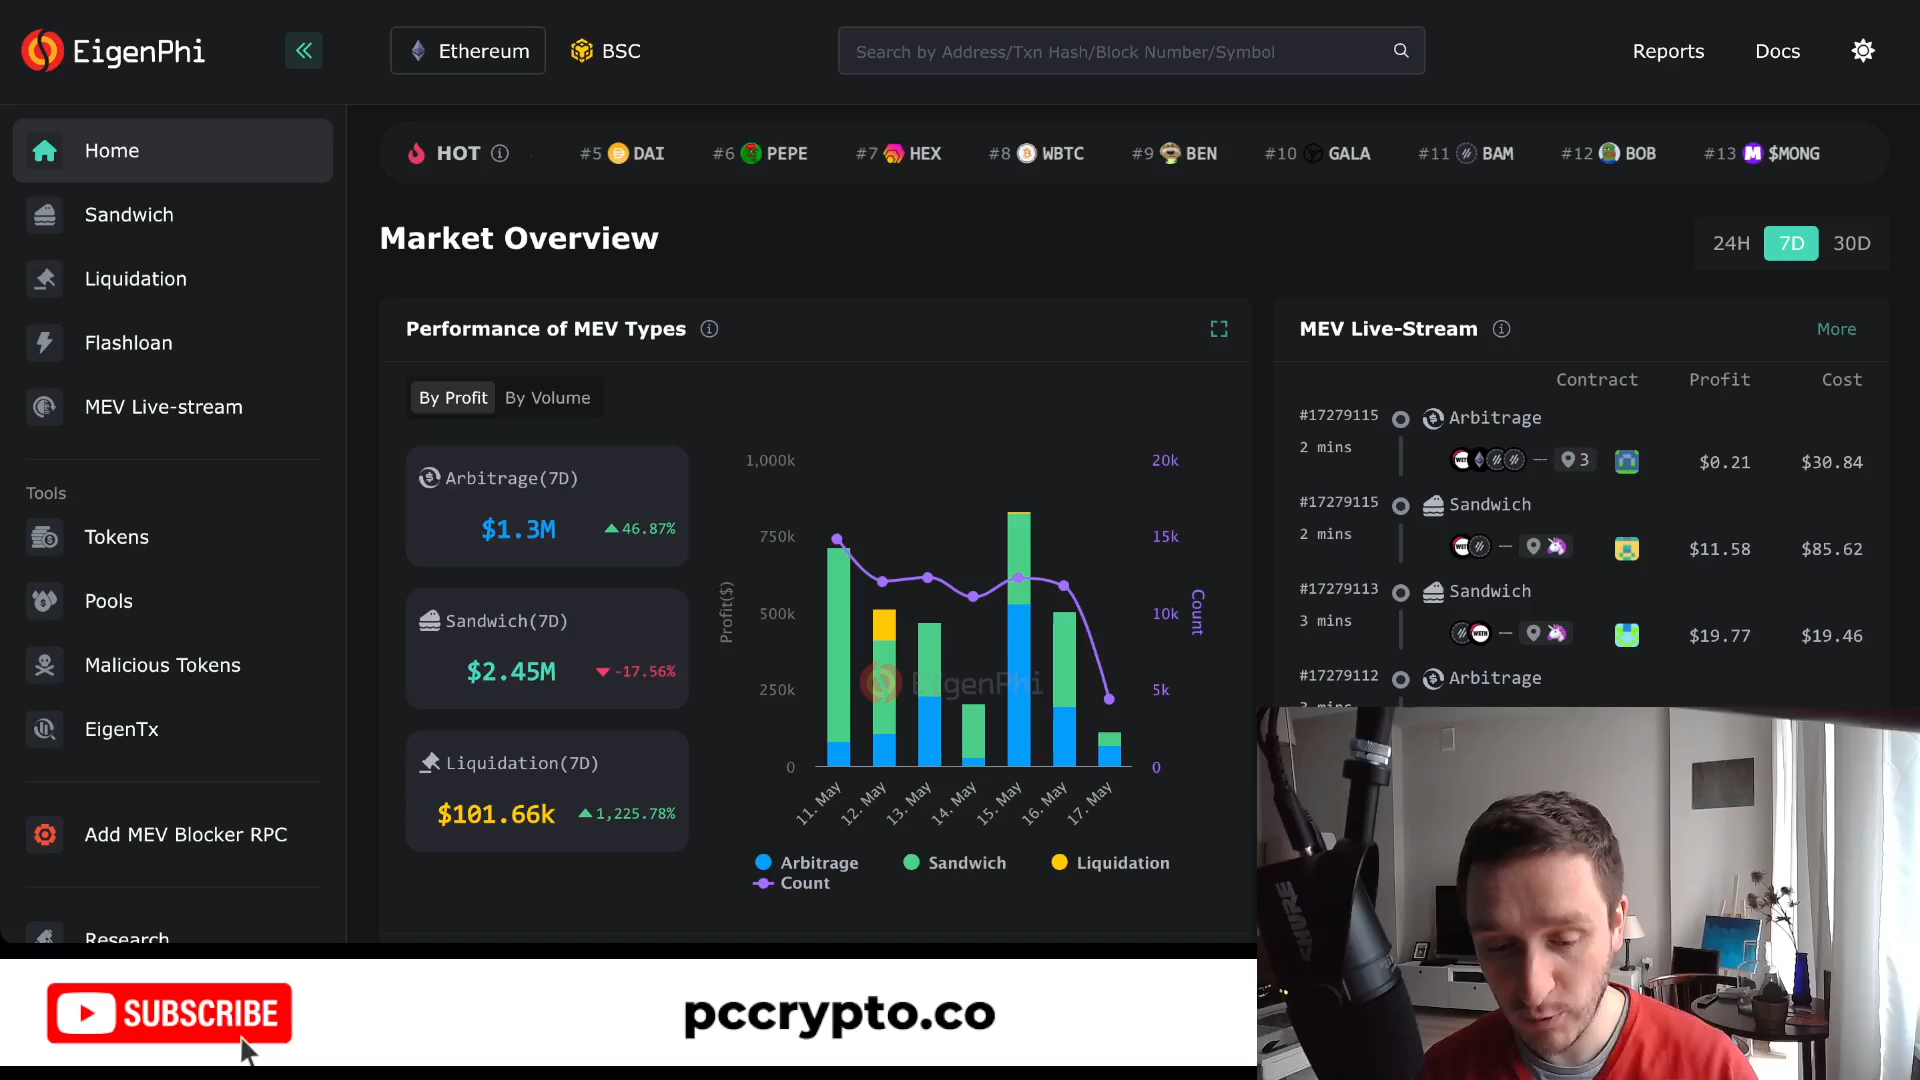 EigenPhi
Ethereum
BSC
Search by Address/Txn Hash/Block Number/Symbol
Reports
Docs
Home
Sandwich
Liquidation
Flashloan
MEV Live-stream
Tools
Tokens
Pools
Malicious Tokens
EigenTx
Add MEV Blocker RPC
Research
HOT
#5 DAI
#6 PEPE
#7 HEX
#8 WBTC
#9 BEN
#10 GALA
#11 BAM
#12 BOB
#13 $MONG
Market Overview
24H
7D
30D
Performance of MEV Types
By Profit
By Volume
Arbitrage(7D)
$1.3M
46.87%
Sandwich(7D)
$2.45M
-17.56%
Liquidation(7D)
$101.66k
1,225.78%
1,000k
750k
500k
250k
0
Profit($)
20k
15k
10k
5k
0
Count
EigenPhi
11. May
12. May
13. May
14. May
15. May
16. May
17. May
Arbitrage
Sandwich
Liquidation
Count
MEV Live-Stream
More
Contract
Profit
Cost
#17279115
Arbitrage
2 mins
3
$0.21
$30.84
#17279115
Sandwich
2 mins
$11.58
$85.62
#17279113
Sandwich
3 mins
$19.77
$19.46
#17279112
Arbitrage
3 mins
SHURE
SUBSCRIBE
pccrypto.co